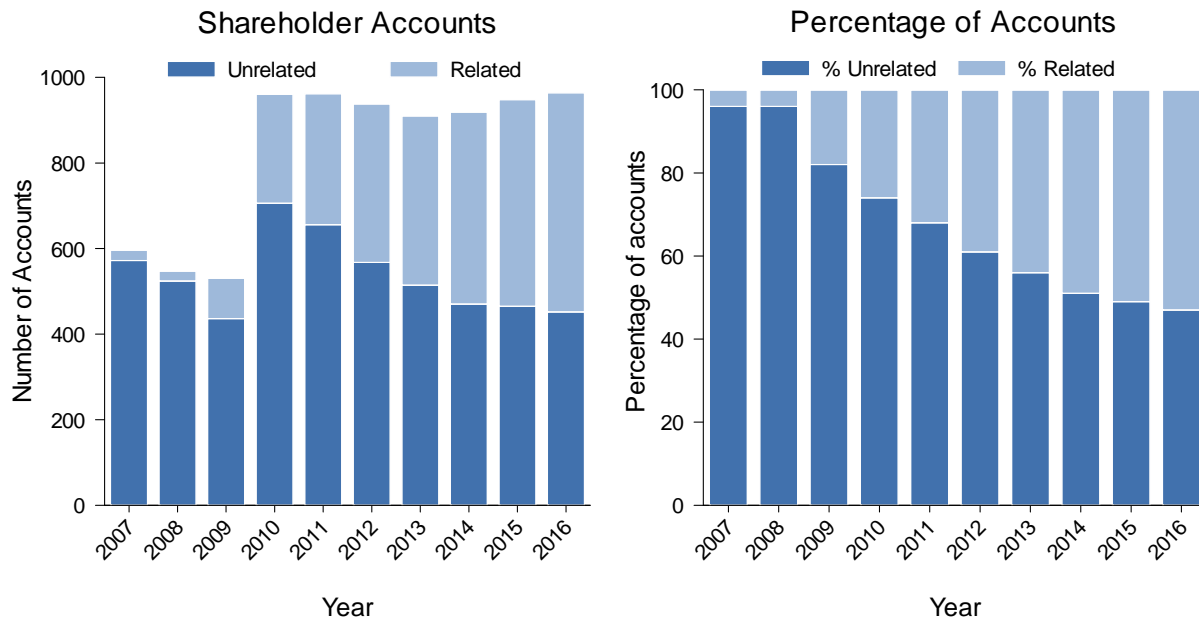 Shareholder Accounts
Unrelated Related
Number of Accounts
1000
800
600
400
200
0
2007 2008 2009 2010 2011 2012 2013 2014 2015 2016
Year
Percentage of Accounts
% Unrelated % Related
Percentage of accounts
100
80
60
40
20
0
2007 2008 2009 2010 2011 2012 2013 2014 2015 2016
Year